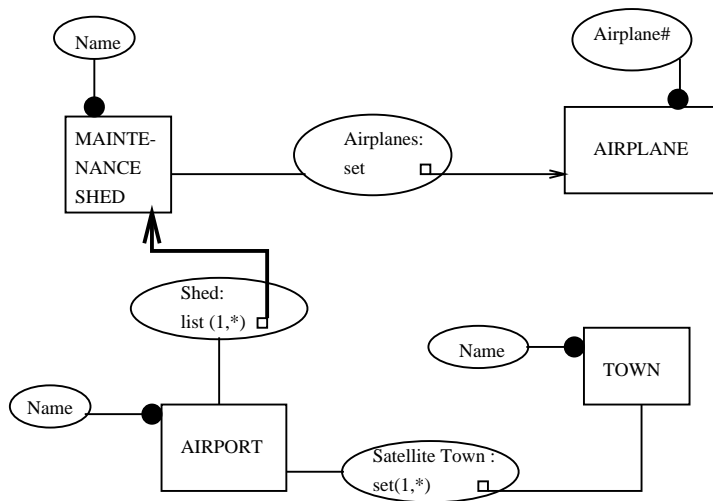 Name
Airplane#
MAINTE-
NANCE
SHED
Airplanes:
set
AIRPLANE
Shed:
list (1,*)
Name
TOWN
Name
AIRPORT
Satellite Town :
set(1,*)